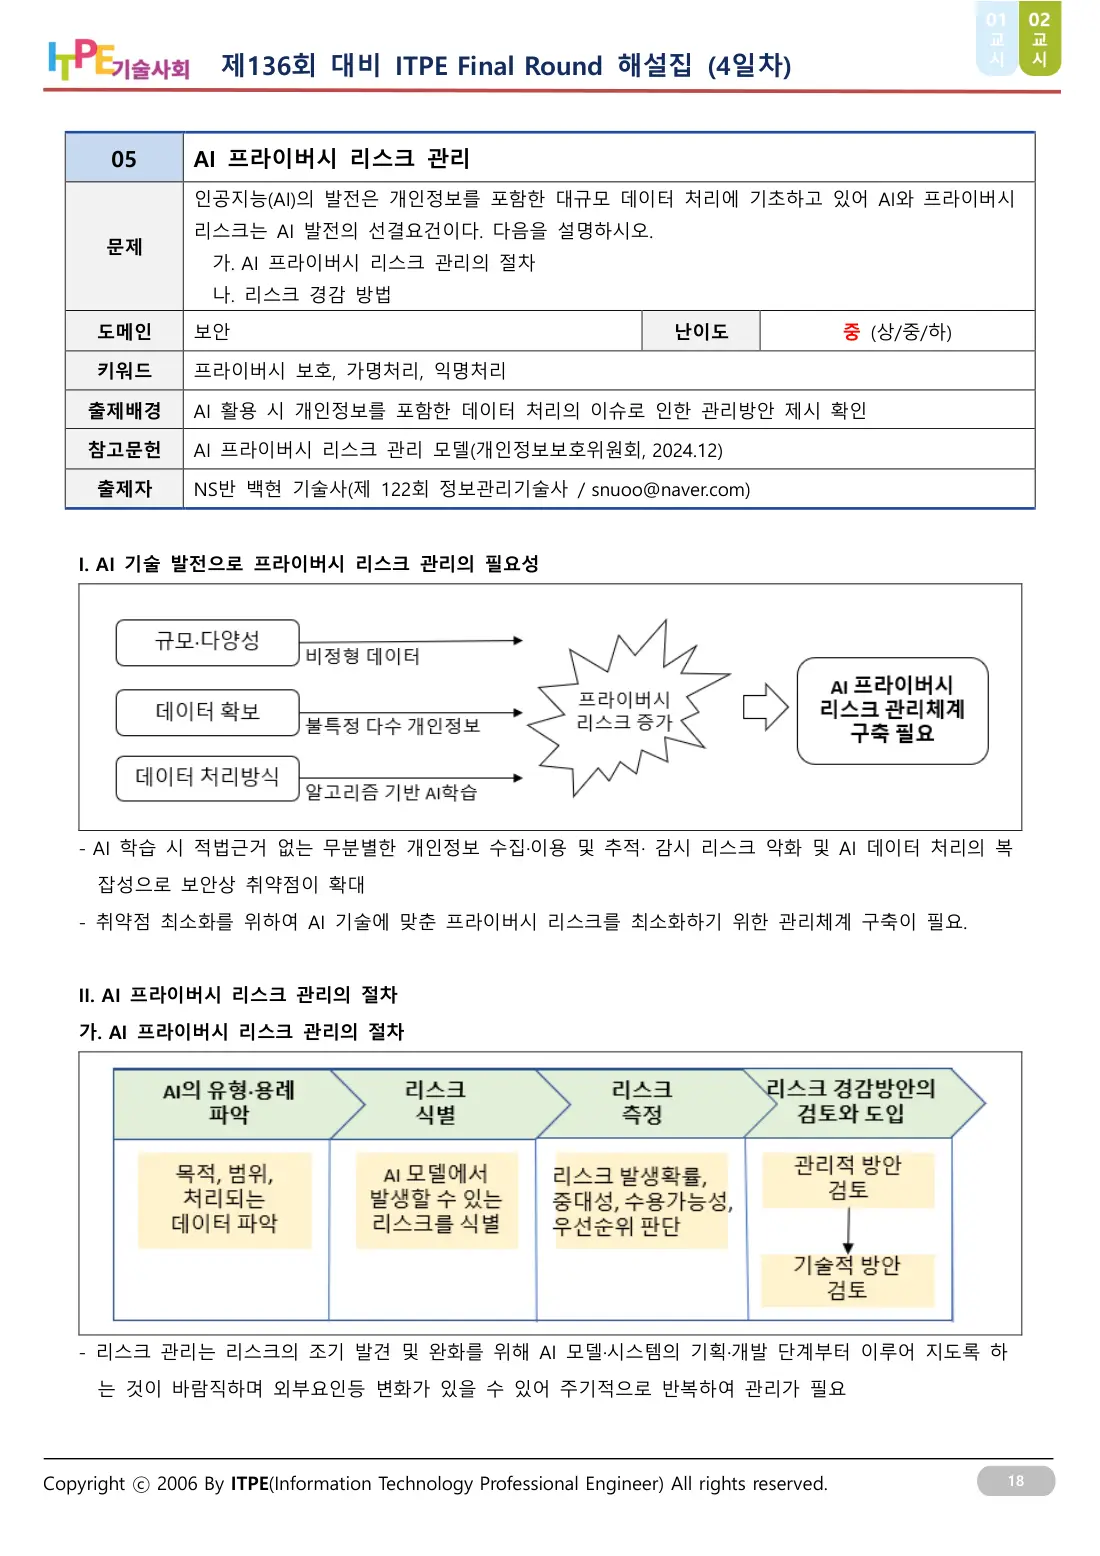 ITPE기술사회 제136회 대비 ITPE Final Round 해설집 (4일차)
01 교시
02 교시
05 AI 프라이버시 리스크 관리
문제
인공지능(AI)의 발전은 개인정보를 포함한 대규모 데이터 처리에 기초하고 있어 AI와 프라이버시
리스크는 AI 발전의 선결요건이다. 다음을 설명하시오.
가. AI 프라이버시 리스크 관리의 절차
나. 리스크 경감 방법
도메인 보안 난이도 중 (상/중/하)
키워드 프라이버시 보호, 가명처리, 익명처리
출제배경 AI 활용 시 개인정보를 포함한 데이터 처리의 이슈로 인한 관리방안 제시 확인
참고문헌 AI 프라이버시 리스크 관리 모델(개인정보보호위원회, 2024.12)
출제자 NS반 백현 기술사(제 122회 정보관리기술사 / snuoo@naver.com)
I. AI 기술 발전으로 프라이버시 리스크 관리의 필요성
규모·다양성
비정형 데이터
데이터 확보
불특정 다수 개인정보
데이터 처리방식
알고리즘 기반 AI학습
프라이버시
리스크 증가
AI 프라이버시
리스크 관리체계
구축 필요
- AI 학습 시 적법근거 없는 무분별한 개인정보 수집·이용 및 추적· 감시 리스크 악화 및 AI 데이터 처리의 복
잡성으로 보안상 취약점이 확대
- 취약점 최소화를 위하여 AI 기술에 맞춘 프라이버시 리스크를 최소화하기 위한 관리체계 구축이 필요.
II. AI 프라이버시 리스크 관리의 절차
가. AI 프라이버시 리스크 관리의 절차
AI의 유형·용례
파악
리스크
식별
리스크
측정
리스크 경감방안의
검토와 도입
목적, 범위,
처리되는
데이터 파악
AI 모델에서
발생할 수 있는
리스크를 식별
리스크 발생확률,
중대성, 수용가능성,
우선순위 판단
관리적 방안
검토
기술적 방안
검토
- 리스크 관리는 리스크의 조기 발견 및 완화를 위해 AI 모델·시스템의 기획·개발 단계부터 이루어 지도록 하
는 것이 바람직하며 외부요인등 변화가 있을 수 있어 주기적으로 반복하여 관리가 필요
Copyright ⓒ 2006 By ITPE(Information Technology Professional Engineer) All rights reserved.
18